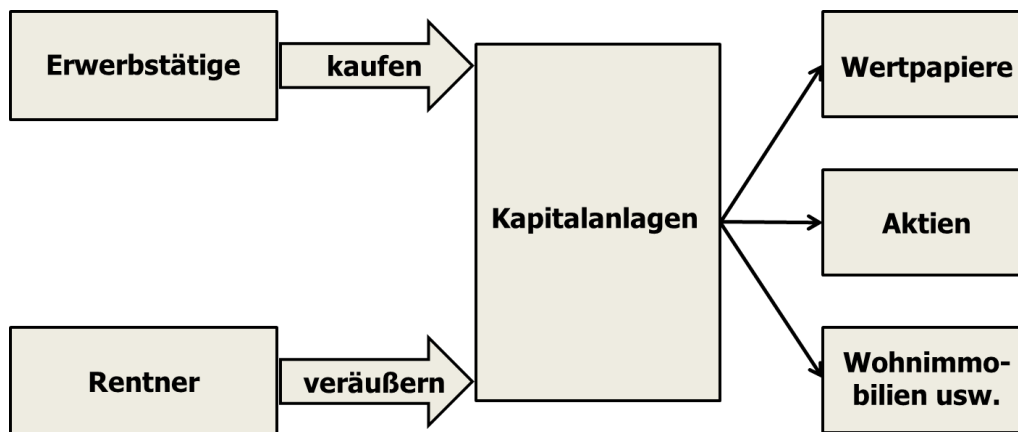 Erwerbstätige
kaufen
Wertpapiere
Kapitalanlagen
Aktien
Rentner
veräußern
Wohnimmo-
bilien usw.